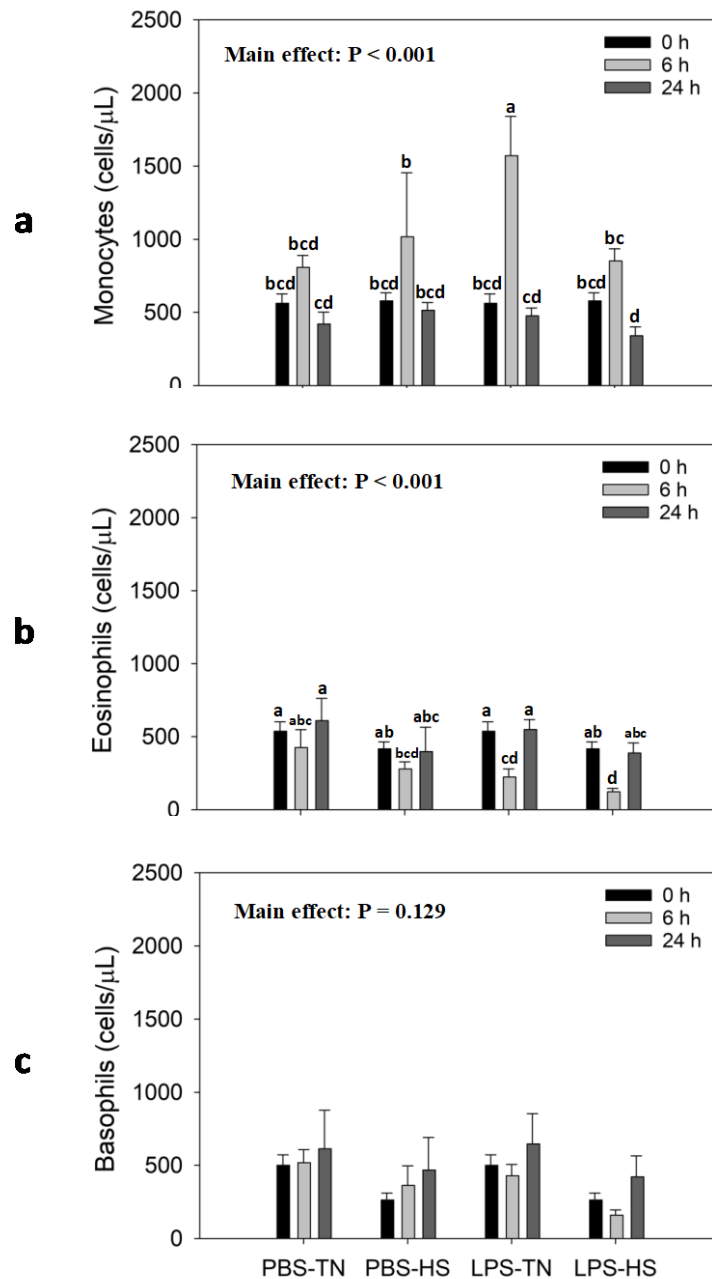 a
Monocytes (cells/μL)
2500
2000
1500
1000
500
0
Main effect: P < 0.001
0 h
6 h
24 h
bcd
bcd
cd
bcd
b
bcd
bcd
a
cd
bcd
bc
d
b
Eosinophils (cells/μL)
2500
2000
1500
1000
500
0
Main effect: P < 0.001
0 h
6 h
24 h
a
abc
a
ab
bcd
abc
a
cd
a
ab
d
abc
c
Basophils (cells/μL)
2500
2000
1500
1000
500
0
Main effect: P = 0.129
0 h
6 h
24 h
PBS-TN PBS-HS LPS-TN LPS-HS